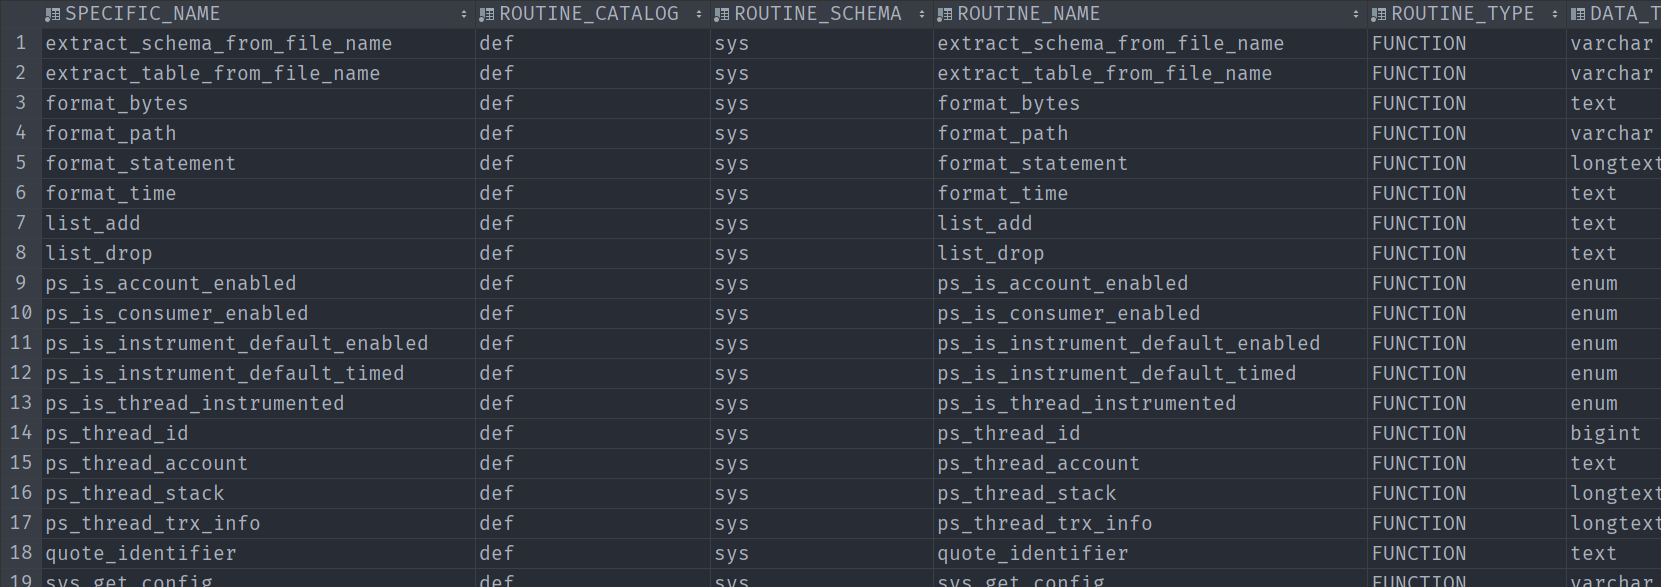 SPECIFIC_NAME ROUTINE_CATALOG ROUTINE_SCHEMA ROUTINE_NAME ROUTINE_TYPE DATA_T
1 extract_schema_from_file_name def sys extract_schema_from_file_name FUNCTION varchar
2 extract_table_from_file_name def sys extract_table_from_file_name FUNCTION varchar
3 format_bytes def sys format_bytes FUNCTION text
4 format_path def sys format_path FUNCTION varchar
5 format_statement def sys format_statement FUNCTION longtext
6 format_time def sys format_time FUNCTION text
7 list_add def sys list_add FUNCTION text
8 list_drop def sys list_drop FUNCTION text
9 ps_is_account_enabled def sys ps_is_account_enabled FUNCTION enum
10 ps_is_consumer_enabled def sys ps_is_consumer_enabled FUNCTION enum
11 ps_is_instrument_default_enabled def sys ps_is_instrument_default_enabled FUNCTION enum
12 ps_is_instrument_default_timed def sys ps_is_instrument_default_timed FUNCTION enum
13 ps_is_thread_instrumented def sys ps_is_thread_instrumented FUNCTION enum
14 ps_thread_id def sys ps_thread_id FUNCTION bigint
15 ps_thread_account def sys ps_thread_account FUNCTION text
16 ps_thread_stack def sys ps_thread_stack FUNCTION longtext
17 ps_thread_trx_info def sys ps_thread_trx_info FUNCTION longtext
18 quote_identifier def sys quote_identifier FUNCTION text
19 sys_get_config def sys sys_get_config FUNCTION varchar